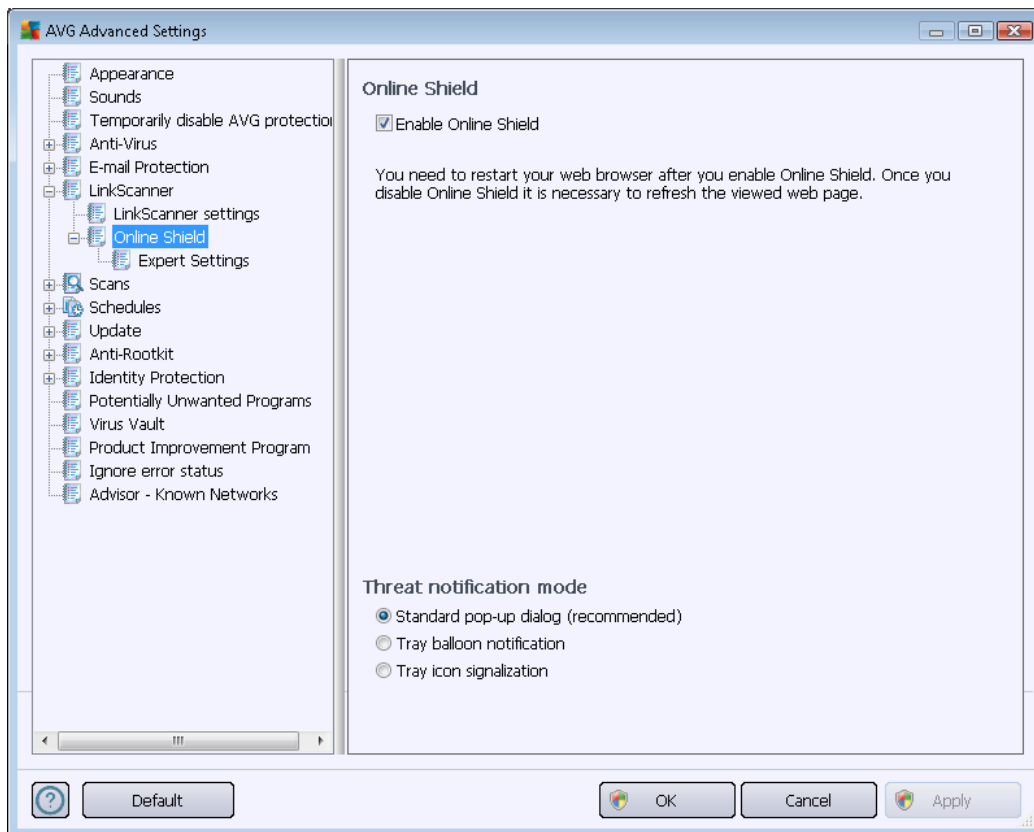 AVG Advanced Settings
Appearance
Sounds
Temporarily disable AVG protection
Anti-Virus
E-mail Protection
LinkScanner
LinkScanner settings
Online Shield
Expert Settings
Scans
Schedules
Update
Anti-Rootkit
Identity Protection
Potentially Unwanted Programs
Virus Vault
Product Improvement Program
Ignore error status
Advisor - Known Networks
Online Shield
Enable Online Shield
You need to restart your web browser after you enable Online Shield. Once you
disable Online Shield it is necessary to refresh the viewed web page.
Threat notification mode
Standard pop-up dialog (recommended)
Tray balloon notification
Tray icon signalization
?
Default
OK
Cancel
Apply